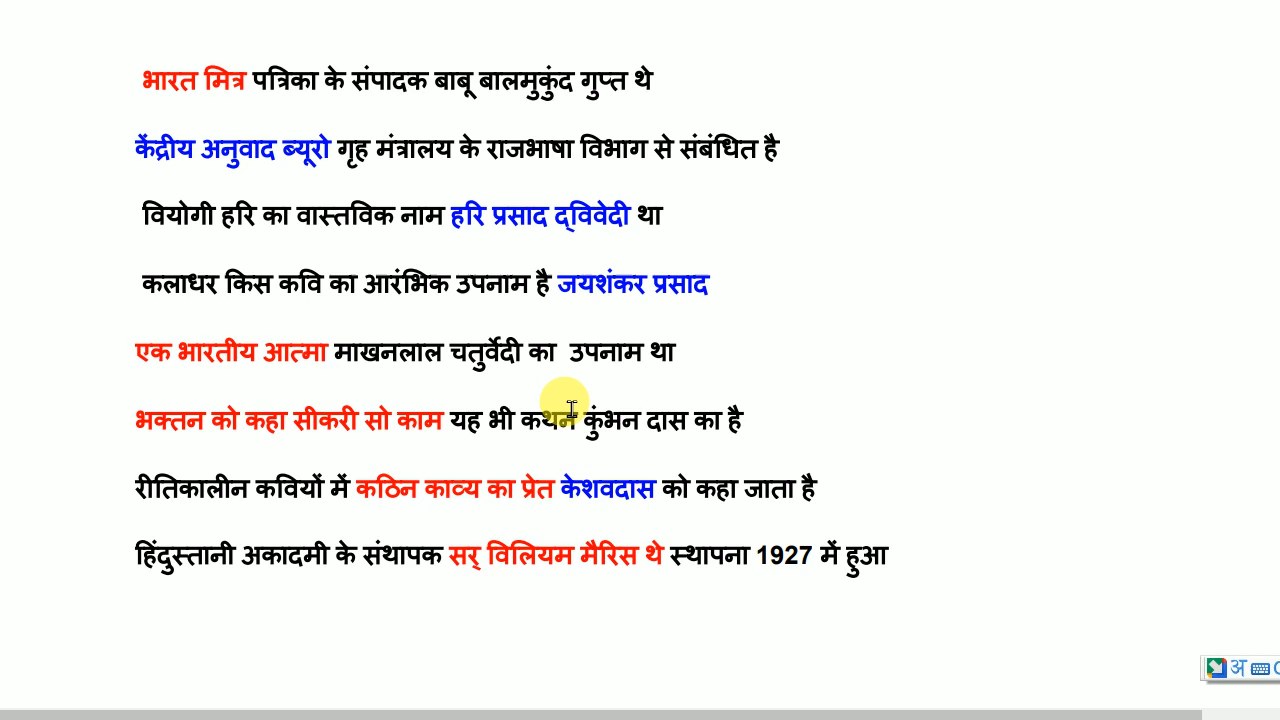 भारत मित्र पत्रिका के संपादक बाबू बालमुकुंद गुप्त थे
केंद्रीय अनुवाद ब्यूरो गृह मंत्रालय के राजभाषा विभाग से संबंधित है
वियोगी हरि का वास्तविक नाम हरि प्रसाद द्विवेदी था
कलाधर किस कवि का आरंभिक उपनाम है जयशंकर प्रसाद
एक भारतीय आत्मा माखनलाल चतुर्वेदी का उपनाम था
भक्तन को कहा सीकरी सो काम यह भी कथन कुंभन दास का है
रीतिकालीन कवियों में कठिन काव्य का प्रेत केशवदास को कहा जाता है
हिंदुस्तानी अकादमी के संथापक सर् विलियम मैरिस थे स्थापना 1927 में हुआ
अ